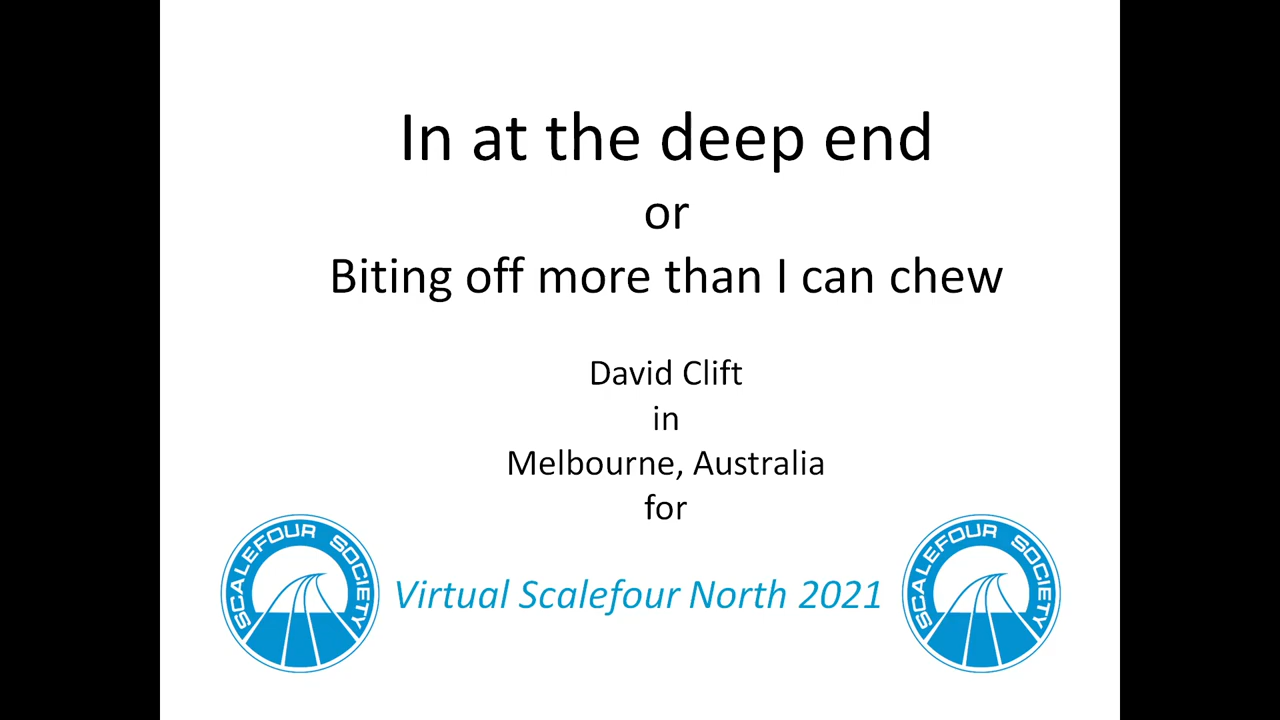 In at the deep end
or
Biting off more than I can chew
David Clift
in
Melbourne, Australia
for
SCALEFOUR SOCIETY
Virtual Scalefour North 2021
SCALEFOUR SOCIETY